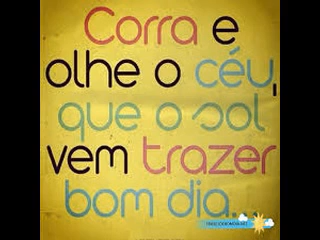 Corra e
olhe o céu,
que o sol
vem trazer
bom dia...